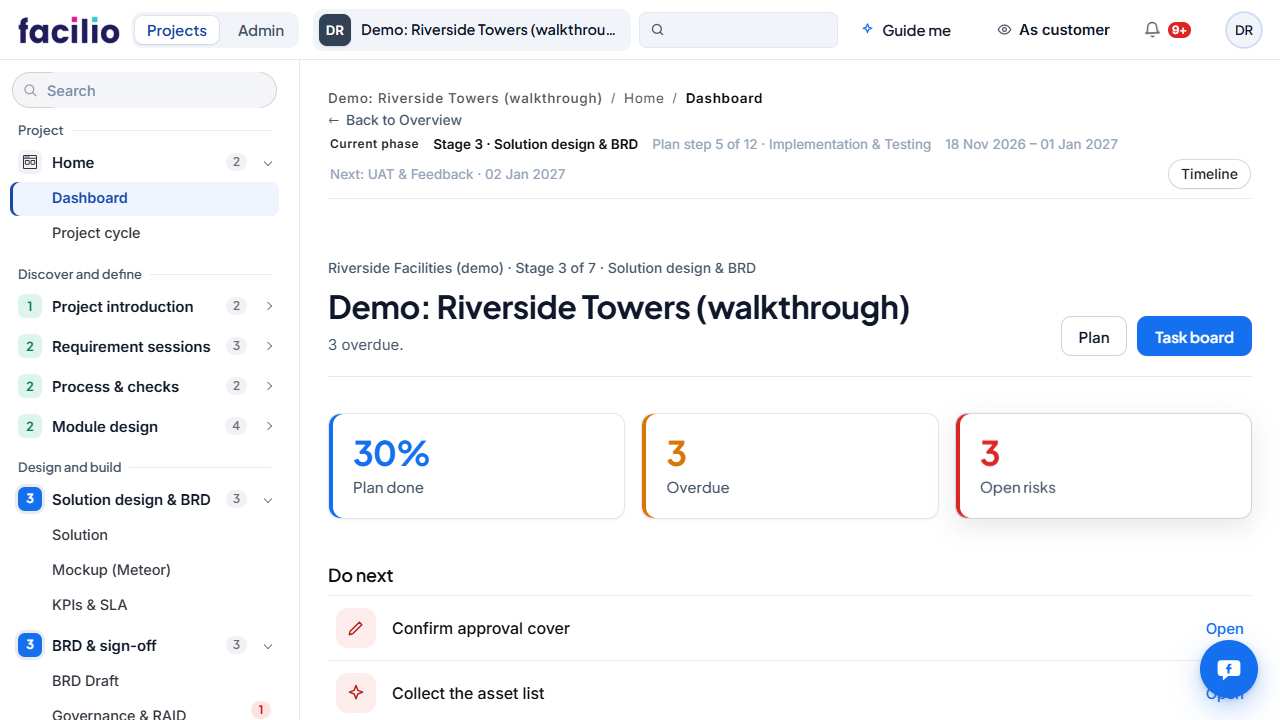 facilio
Projects
Admin
DR
Demo: Riverside Towers (walkthrou...
Guide me
As customer
9+
DR
Search
Project
Home
2
Dashboard
Project cycle
Discover and define
1
Project introduction
2
2
Requirement sessions
3
2
Process & checks
2
2
Module design
4
Design and build
3
Solution design & BRD
3
Solution
Mockup (Meteor)
KPIs & SLA
3
BRD & sign-off
3
BRD Draft
Governance & RAID
1
Demo: Riverside Towers (walkthrough) / Home / Dashboard
← Back to Overview
Current phase Stage 3 · Solution design & BRD Plan step 5 of 12 · Implementation & Testing 18 Nov 2026 – 01 Jan 2027
Next: UAT & Feedback · 02 Jan 2027
Timeline
Riverside Facilities (demo) · Stage 3 of 7 · Solution design & BRD
Demo: Riverside Towers (walkthrough)
3 overdue.
Plan
Task board
30%
Plan done
3
Overdue
3
Open risks
Do next
Confirm approval cover
Open
Collect the asset list
Open